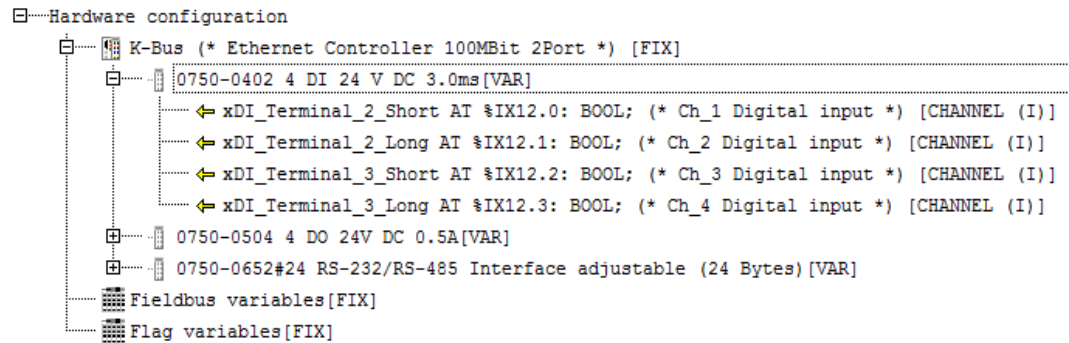 Hardware configuration
K-Bus (* Ethernet Controller 100MBit 2Port *) [FIX]
0750-0402 4 DI 24 V DC 3.0ms[VAR]
xDI_Terminal_2_Short AT %IX12.0: BOOL; (* Ch_1 Digital input *) [CHANNEL (I)]
xDI_Terminal_2_Long AT %IX12.1: BOOL; (* Ch_2 Digital input *) [CHANNEL (I)]
xDI_Terminal_3_Short AT %IX12.2: BOOL; (* Ch_3 Digital input *) [CHANNEL (I)]
xDI_Terminal_3_Long AT %IX12.3: BOOL; (* Ch_4 Digital input *) [CHANNEL (I)]
0750-0504 4 DO 24V DC 0.5A[VAR]
0750-0652#24 RS-232/RS-485 Interface adjustable (24 Bytes)[VAR]
Fieldbus variables[FIX]
Flag variables[FIX]